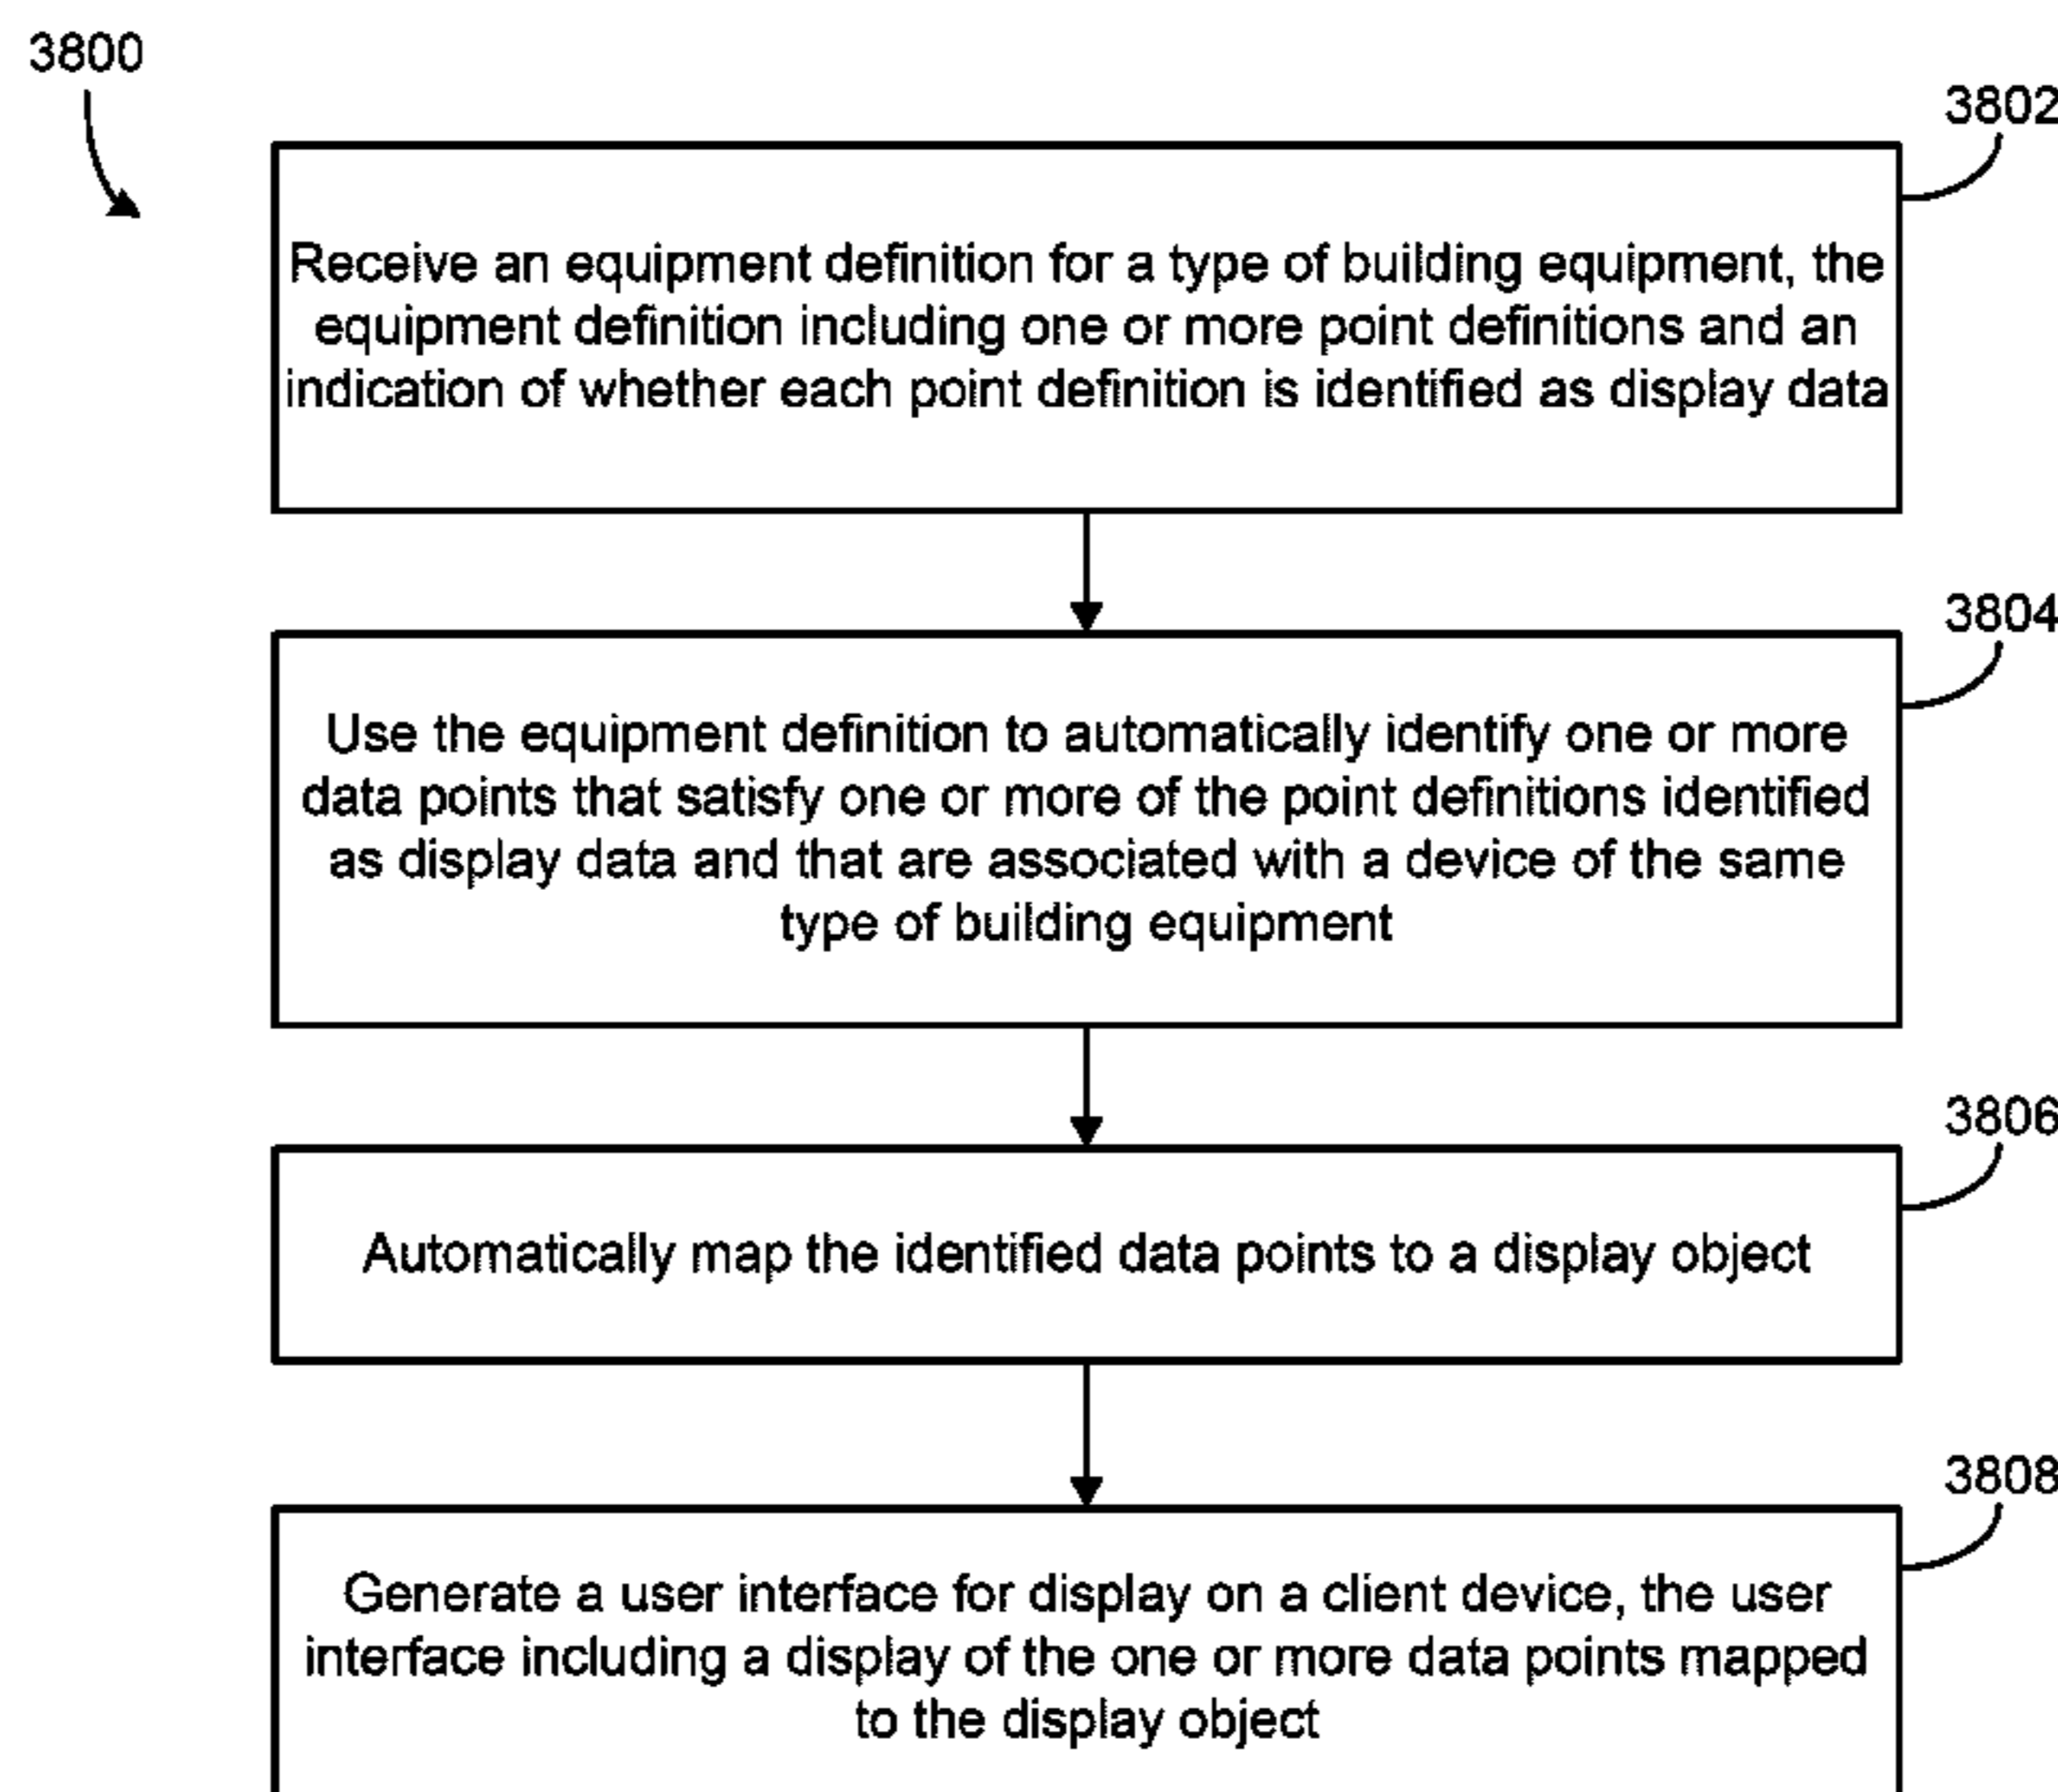 3800
3802
Receive an equipment definition for a type of building equipment, the
equipment definition including one or more point definitions and an
indication of whether each point definition is identified as display data
3804
Use the equipment definition to automatically identify one or more
data points that satisfy one or more of the point definitions identified
as display data and that are associated with a device of the same
type of building equipment
3806
Automatically map the identified data points to a display object
3808
Generate a user interface for display on a client device, the user
interface including a display of the one or more data points mapped
to the display object